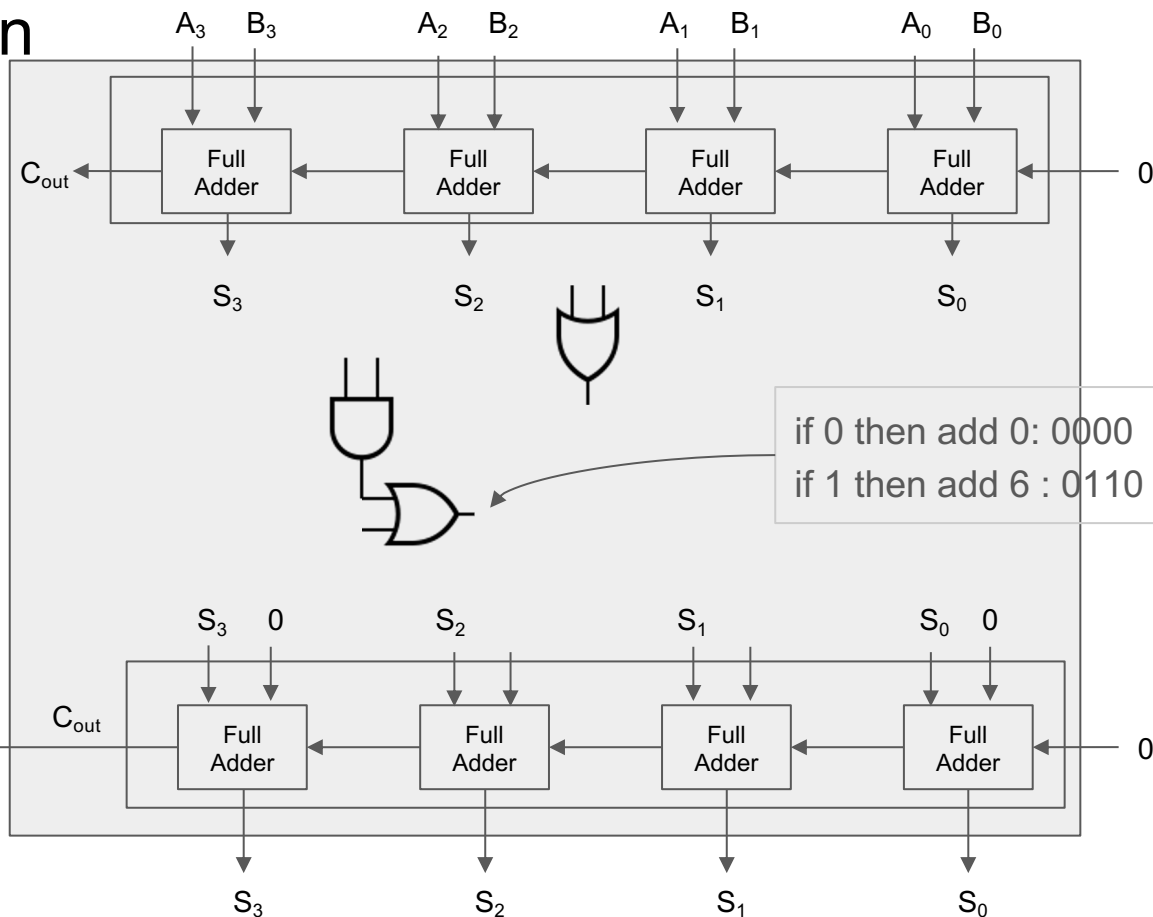 n
A₃ B₃ A₂ B₂ A₁ B₁ A₀ B₀
Full Adder Full Adder Full Adder Full Adder
Cout 0
S₃ S₂ S₁ S₀
if 0 then add 0: 0000
if 1 then add 6 : 0110
S₃ 0 S₂ S₁ S₀ 0
Cout
Full Adder Full Adder Full Adder Full Adder
0
S₃ S₂ S₁ S₀